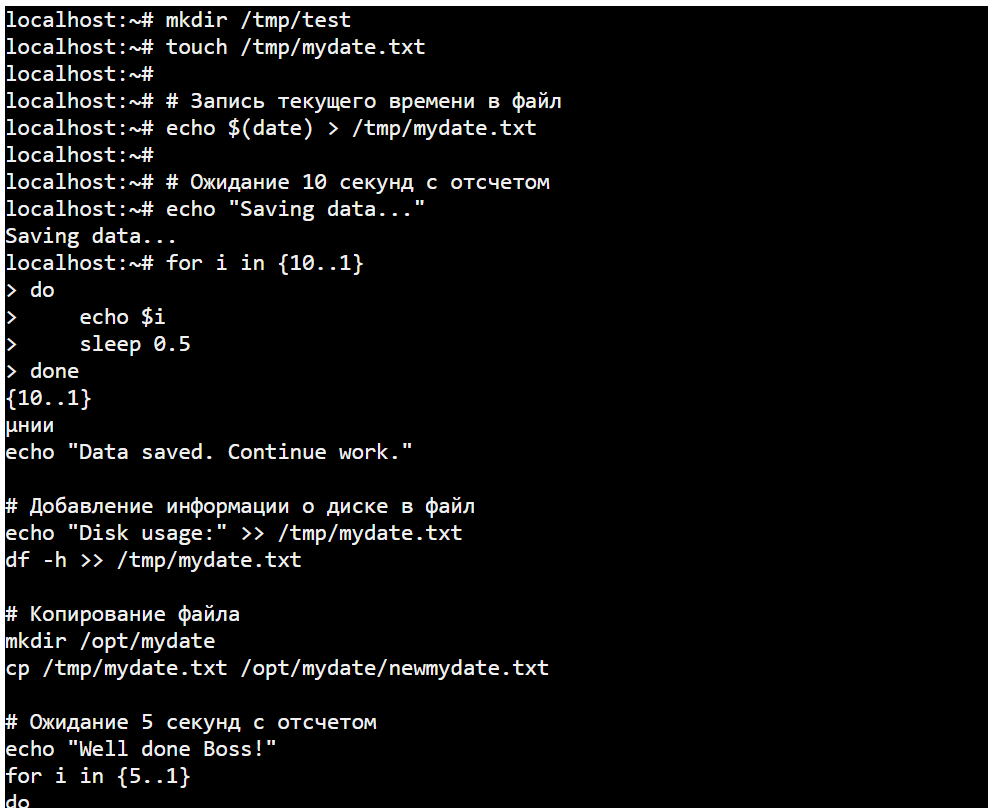 localhost:~# mkdir /tmp/test
localhost:~# touch /tmp/mydate.txt
localhost:~#
localhost:~# # Запись текущего времени в файл
localhost:~# echo $(date) > /tmp/mydate.txt
localhost:~#
localhost:~# # Ожидание 10 секунд с отсчетом
localhost:~# echo "Saving data..."
Saving data...
localhost:~# for i in {10..1}
> do
>     echo $i
>     sleep 0.5
> done
{10..1}
µнии
echo "Data saved. Continue work."

# Добавление информации о диске в файл
echo "Disk usage:" >> /tmp/mydate.txt
df -h >> /tmp/mydate.txt

# Копирование файла
mkdir /opt/mydate
cp /tmp/mydate.txt /opt/mydate/newmydate.txt

# Ожидание 5 секунд с отсчетом
echo "Well done Boss!"
for i in {5..1}
do